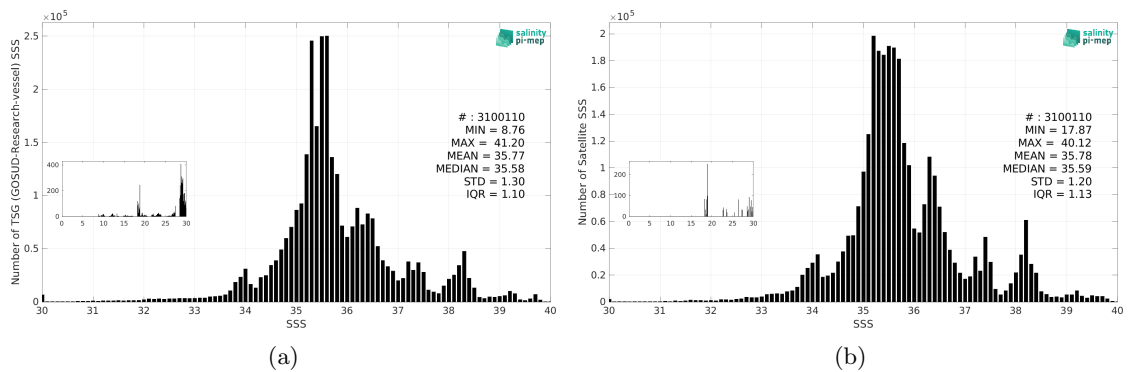 ×10⁵
2.5
2
1.5
1
0.5
0
30 31 32 33 34 35 36 37 38 39 40
SSS
Number of TSG (GOSUD-Research-vessel) SSS
salinity
pi-mep
# : 3100110
MIN = 8.76
MAX = 41.20
MEAN = 35.77
MEDIAN = 35.58
STD = 1.30
IQR = 1.10
400
200
0
0 5 10 15 20 25 30
(a)
×10⁵
2
1.8
1.6
1.4
1.2
1
0.8
0.6
0.4
0.2
0
30 31 32 33 34 35 36 37 38 39 40
SSS
Number of Satellite SSS
salinity
pi-mep
# : 3100110
MIN = 17.87
MAX = 40.12
MEAN = 35.78
MEDIAN = 35.59
STD = 1.20
IQR = 1.13
200
100
0
0 5 10 15 20 25 30
(b)